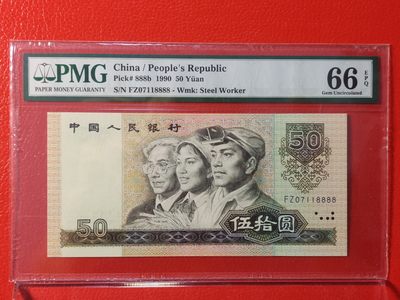 PMG
PAPER MONEY GUARANTY
China / People's Republic
Pick# 888b 1990 50 Yüan
S/N FZ07118888 - Wmk: Steel Worker
66 EPQ
Gem Uncirculated
中国人民银行
50
FZ07118888
50
伍拾圆